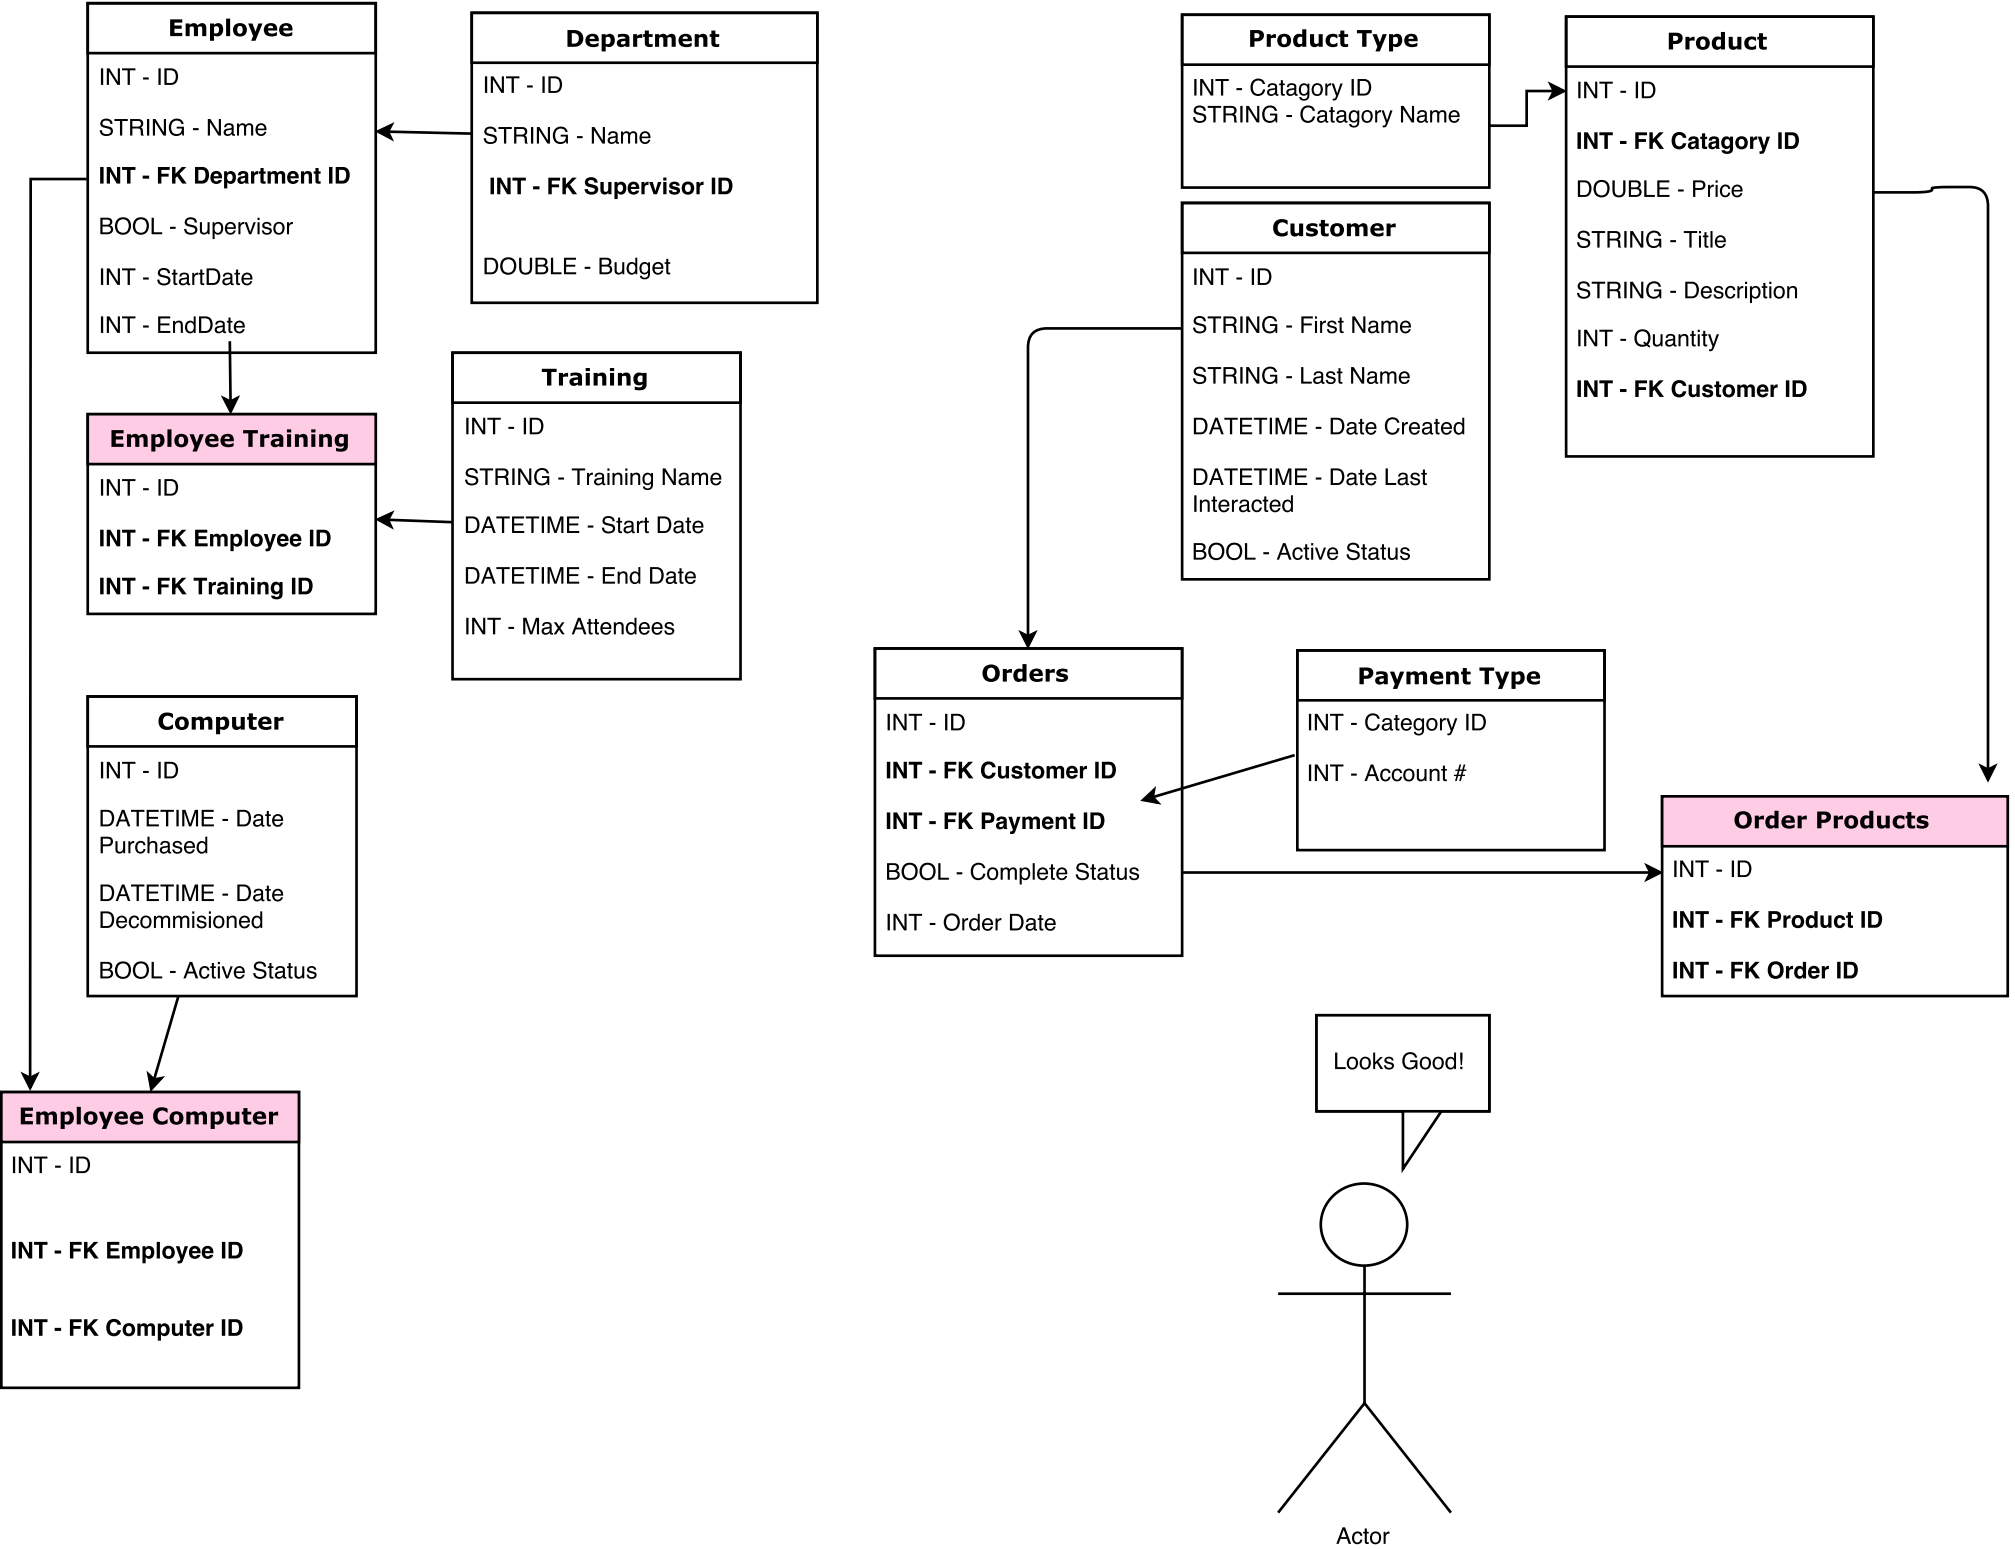 Employee
INT - ID
STRING - Name
INT - FK Department ID
BOOL - Supervisor
INT - StartDate
INT - EndDate
Department
INT - ID
STRING - Name
INT - FK Supervisor ID
DOUBLE - Budget
Employee Training
INT - ID
INT - FK Employee ID
INT - FK Training ID
Training
INT - ID
STRING - Training Name
DATETIME - Start Date
DATETIME - End Date
INT - Max Attendees
Computer
INT - ID
DATETIME - Date
Purchased
DATETIME - Date
Decommisioned
BOOL - Active Status
Employee Computer
INT - ID
INT - FK Employee ID
INT - FK Computer ID
Product Type
INT - Catagory ID
STRING - Catagory Name
Product
INT - ID
INT - FK Catagory ID
DOUBLE - Price
STRING - Title
STRING - Description
INT - Quantity
INT - FK Customer ID
Customer
INT - ID
STRING - First Name
STRING - Last Name
DATETIME - Date Created
DATETIME - Date Last
Interacted
BOOL - Active Status
Orders
INT - ID
INT - FK Customer ID
INT - FK Payment ID
BOOL - Complete Status
INT - Order Date
Payment Type
INT - Category ID
INT - Account #
Order Products
INT - ID
INT - FK Product ID
INT - FK Order ID
Looks Good!
Actor